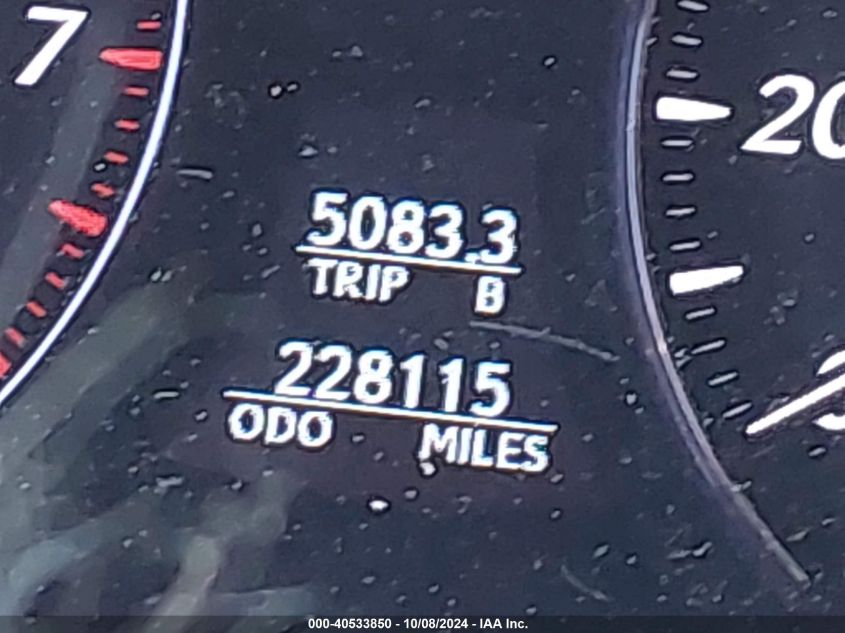 7
20
5083.3
TRIP B
228115
ODO MILES
000-40533850 - 10/08/2024 - IAA Inc.